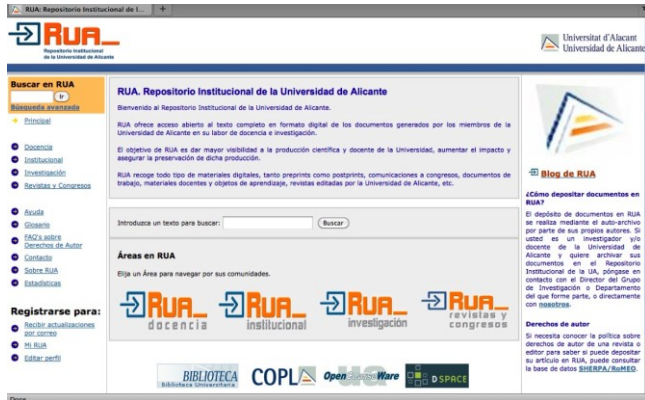 RUA: Repositorio Institucional de l...
RUA
Repositorio Institucional
de la Universidad de Alicante
Universitat d'Alacant
Universidad de Alicante
Buscar en RUA
Ir
Búsqueda avanzada
Principal
Docencia
Institucional
Investigación
Revistas y Congresos
Ayuda
Glosario
FAQ's sobre
Derechos de Autor
Contacto
Sobre RUA
Estadísticas
Registrarse para:
Recibir actualizaciones
por correo
Mi RUA
Editar perfil
RUA. Repositorio Institucional de la Universidad de Alicante
Bienvenido al Repositorio Institucional de la Universidad de Alicante.
RUA ofrece acceso abierto al texto completo en formato digital de los documentos generados por los miembros de la
Universidad de Alicante en su labor de docencia e investigación.
El objetivo de RUA es dar mayor visibilidad a la producción científica y docente de la Universidad, aumentar el impacto y
asegurar la preservación de dicha producción.
RUA recoge todo tipo de materiales digitales, tanto preprints como postprints, comunicaciones a congresos, documentos de
trabajo, materiales docentes y objetos de aprendizaje, revistas editadas por la Universidad de Alicante, etc.
Introduzca un texto para buscar:
Buscar
Áreas en RUA
Elija un Área para navegar por sus comunidades.
RUA docencia
RUA institucional
RUA investigación
RUA revistas y congresos
BIBLIOTECA
Biblioteca Universitaria
COPLA
OpenCourseWare
DSPACE
Blog de RUA
¿Cómo depositar documentos en
RUA?
El depósito de documentos en RUA
se realiza mediante el auto-archivo
por parte de sus propios autores. Si
usted es un investigador y/o
docente de la Universidad de
Alicante y quiere archivar sus
documentos en el Repositorio
Institucional de la UA, póngase en
contacto con el Director del Grupo
de Investigación o Departamento
del que forme parte, o directamente
con nosotros.
Derechos de autor
Si necesita conocer la política sobre
derechos de autor de una revista o
editor para saber si puede depositar
su artículo en RUA, puede consultar
la base de datos SHERPA/RoMEO.
Done